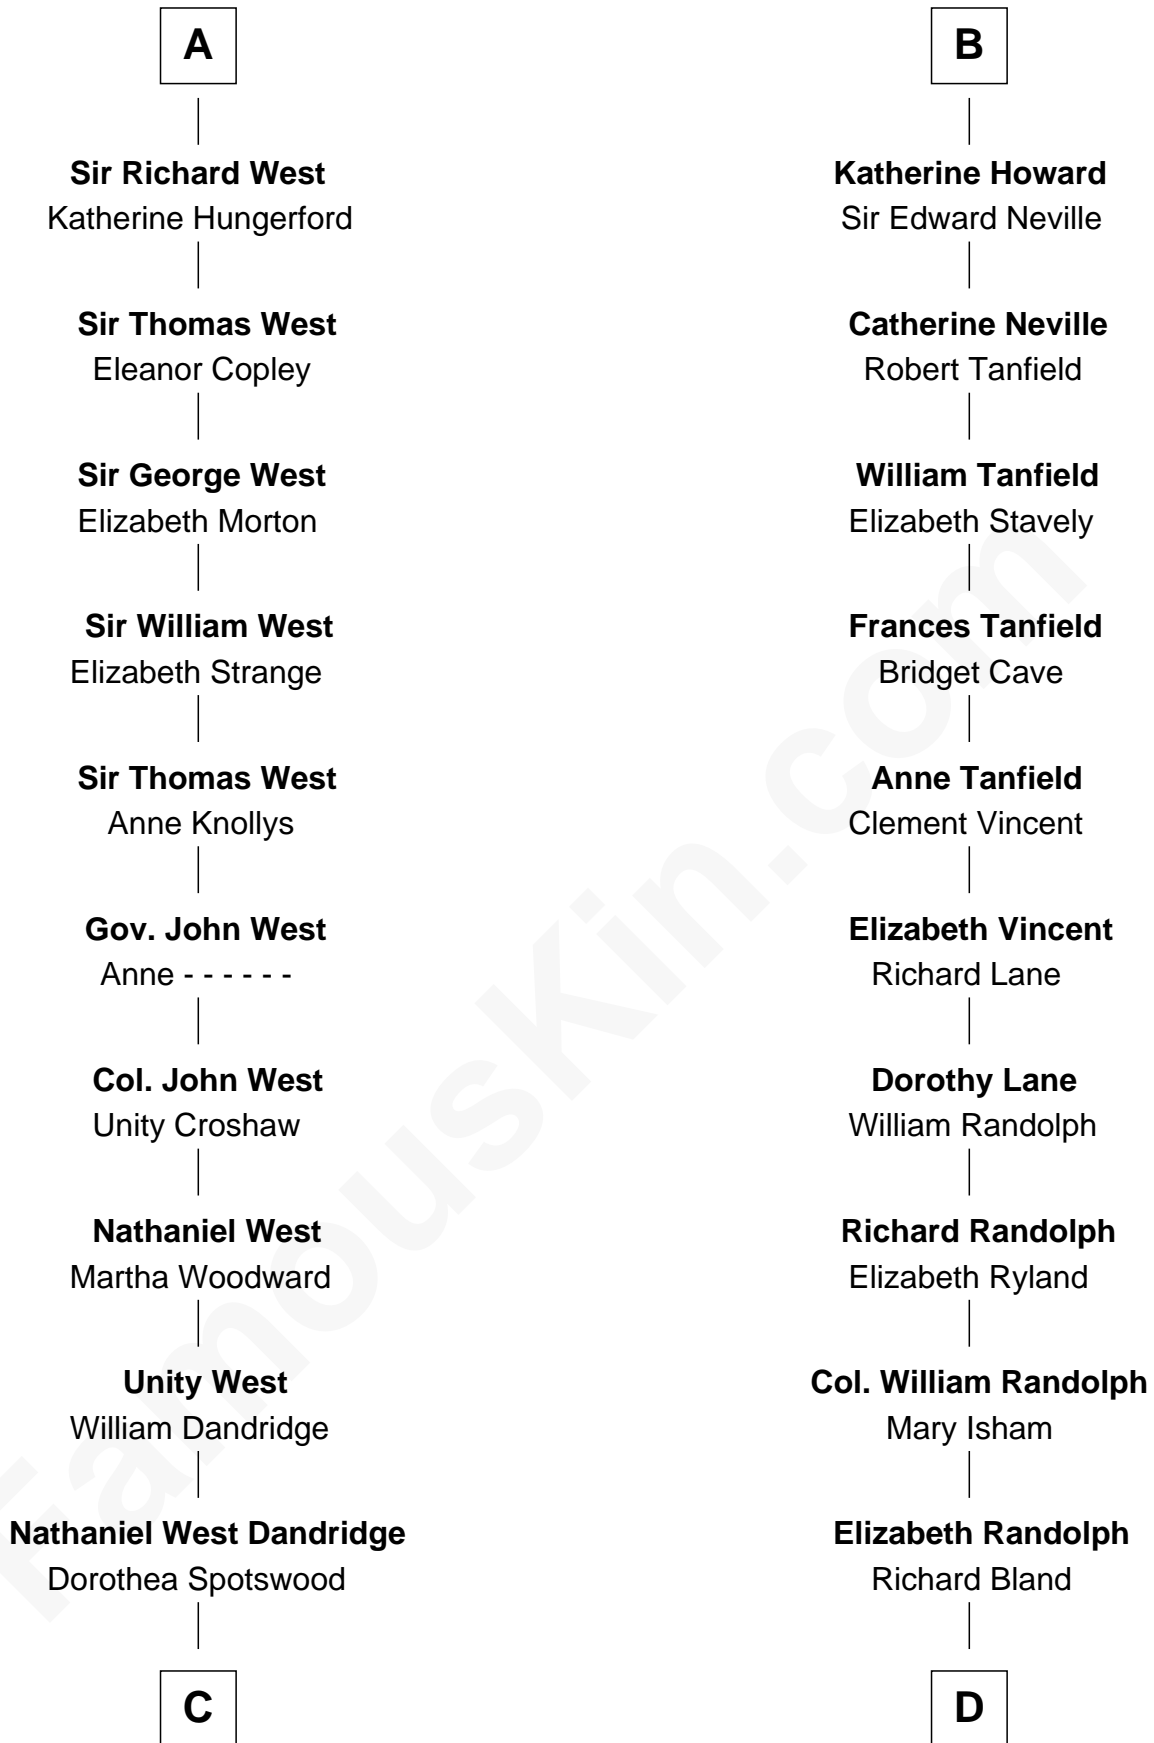 A
Sir Richard West
Katherine Hungerford
Sir Thomas West
Eleanor Copley
Sir George West
Elizabeth Morton
Sir William West
Elizabeth Strange
Sir Thomas West
Anne Knollys
Gov. John West
Anne - - - - - -
Col. John West
Unity Croshaw
Nathaniel West
Martha Woodward
Unity West
William Dandridge
Nathaniel West Dandridge
Dorothea Spotswood
C
B
Katherine Howard
Sir Edward Neville
Catherine Neville
Robert Tanfield
William Tanfield
Elizabeth Stavely
Frances Tanfield
Bridget Cave
Anne Tanfield
Clement Vincent
Elizabeth Vincent
Richard Lane
Dorothy Lane
William Randolph
Richard Randolph
Elizabeth Ryland
Col. William Randolph
Mary Isham
Elizabeth Randolph
Richard Bland
D
FamousKin.com